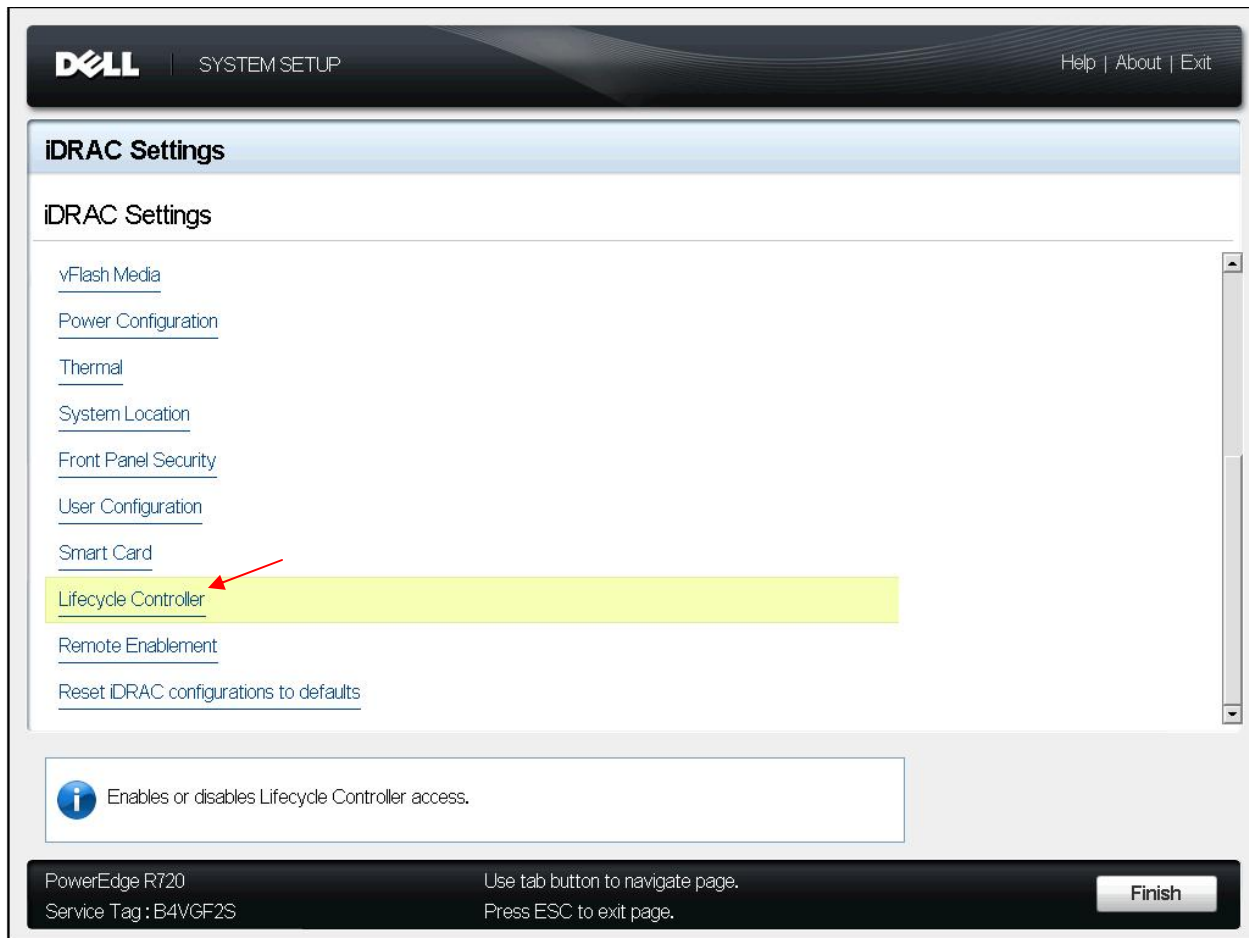 DELL
SYSTEM SETUP
Help | About | Exit
iDRAC Settings
iDRAC Settings
vFlash Media
Power Configuration
Thermal
System Location
Front Panel Security
User Configuration
Smart Card
Lifecycle Controller
Remote Enablement
Reset iDRAC configurations to defaults
Enables or disables Lifecycle Controller access.
PowerEdge R720
Service Tag : B4VGF2S
Use tab button to navigate page.
Press ESC to exit page.
Finish